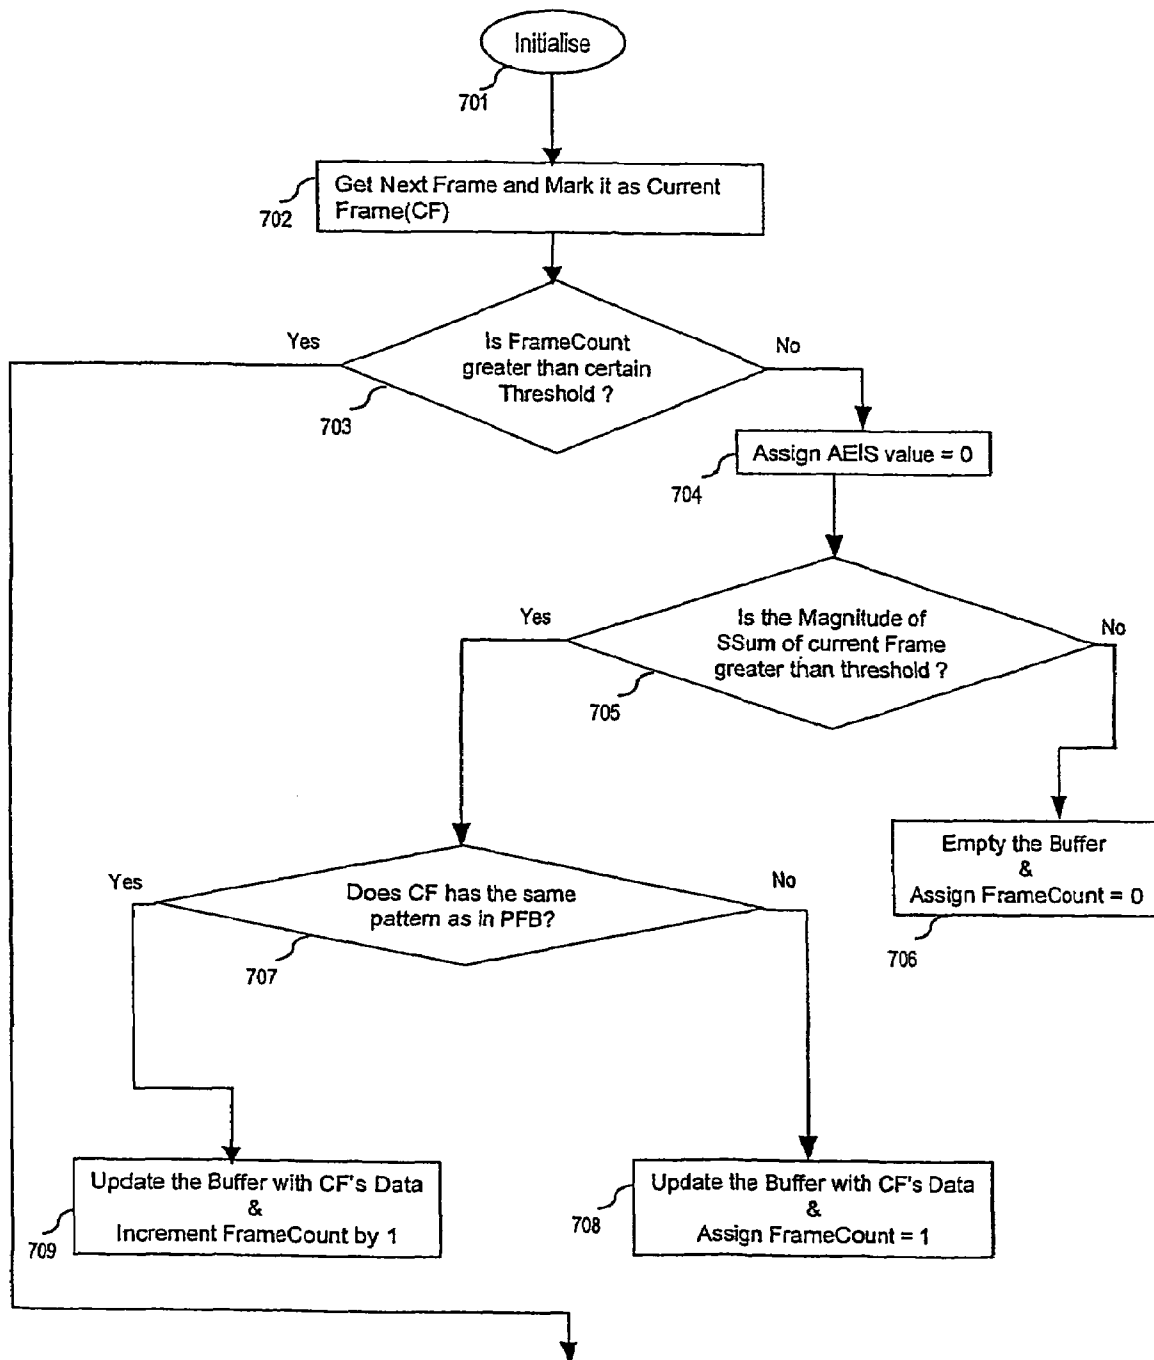 Initialise
701
Get Next Frame and Mark it as Current
Frame(CF)
702
Yes
Is FrameCount
greater than certain
Threshold ?
No
703
Assign AEIS value = 0
704
Yes
Is the Magnitude of
SSum of current Frame
greater than threshold ?
No
705
Empty the Buffer
&
Assign FrameCount = 0
706
Yes
Does CF has the same
pattern as in PFB?
No
707
Update the Buffer with CF's Data
&
Increment FrameCount by 1
709
Update the Buffer with CF's Data
&
Assign FrameCount = 1
708